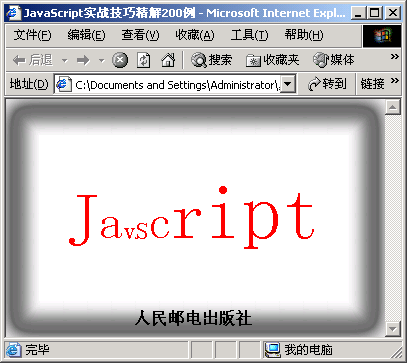 JavaScript实战技巧精解200例 - Microsoft Internet Expl...
文件(F) 编辑(E) 查看(V) 收藏(A) 工具(T) 帮助(H)
后退 搜索 收藏夹 媒体 »
地址(D) C:\Documents and Settings\Administrator\ 转到 链接 »
JavaScript
人民邮电出版社
完毕 我的电脑